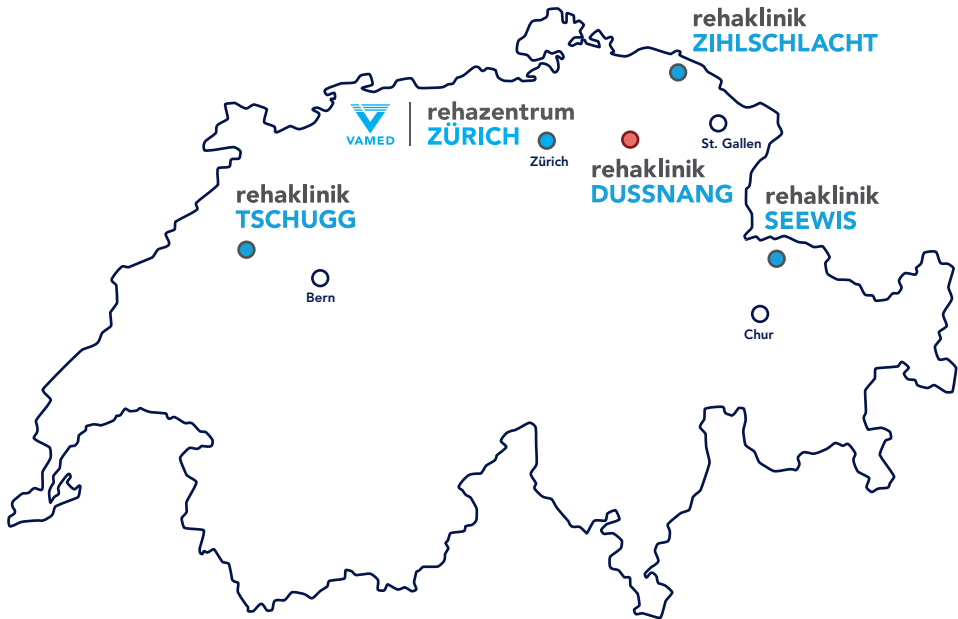 rehaklinik
ZIHLSCHLACHT
VAMED
rehazentrum
ZÜRICH
Zürich
St. Gallen
rehaklinik
DUSSNANG
rehaklinik
TSCHUGG
rehaklinik
SEEWIS
Bern
Chur